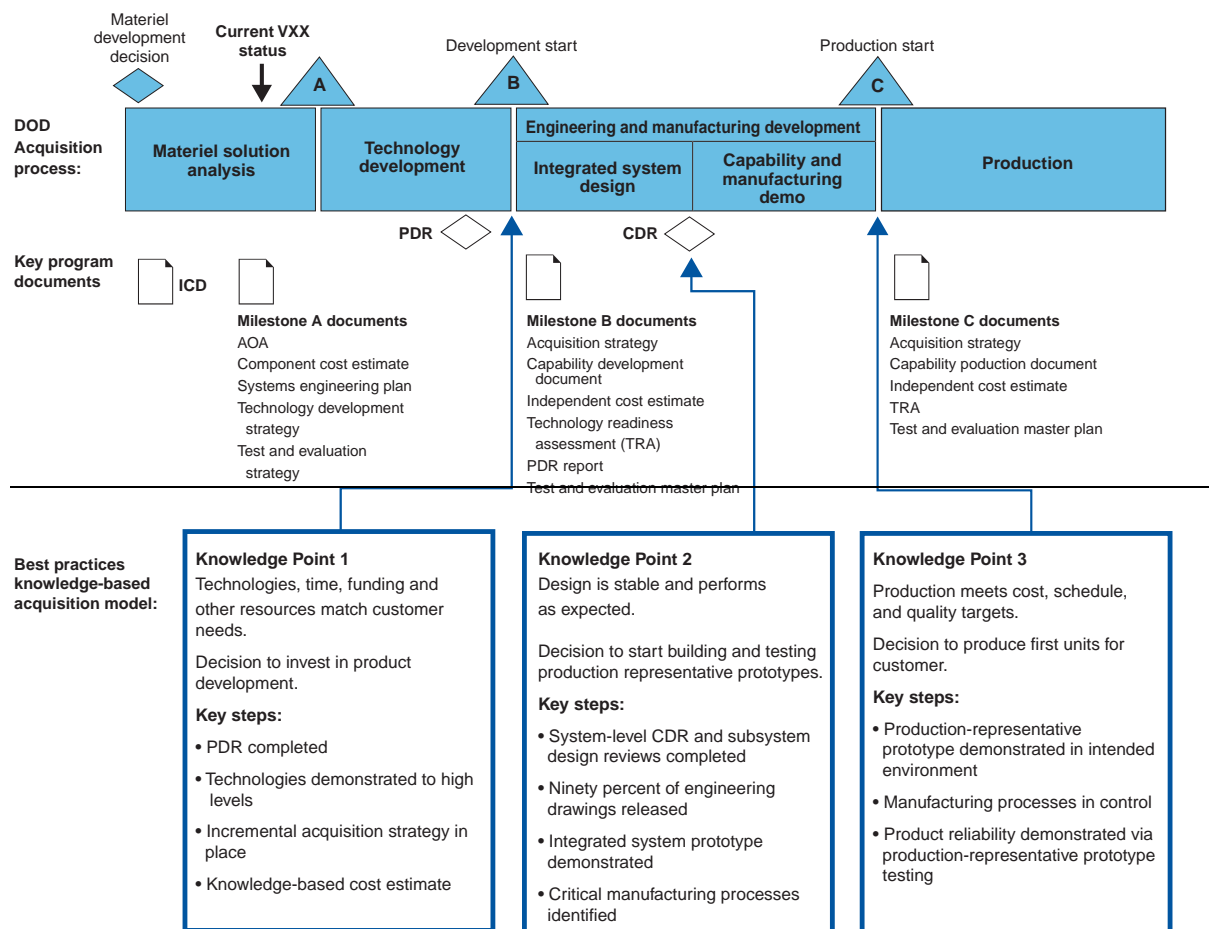 Materiel
development
decision
Current VXX
status
Development start
Production start
A
B
C
DOD
Acquisition
process:
Materiel solution
analysis
Technology
development
Engineering and manufacturing development
Integrated system
design
Capability and
manufacturing
demo
Production
PDR
CDR
Key program
documents
ICD
Milestone A documents
AOA
Component cost estimate
Systems engineering plan
Technology development
strategy
Test and evaluation
strategy
Milestone B documents
Acquisition strategy
Capability development
document
Independent cost estimate
Technology readiness
assessment (TRA)
PDR report
Test and evaluation master plan
Milestone C documents
Acquisition strategy
Capability poduction document
Independent cost estimate
TRA
Test and evaluation master plan
Best practices
knowledge-based
acquisition model:
Knowledge Point 1
Technologies, time, funding and
other resources match customer
needs.
Decision to invest in product
development.
Key steps:
• PDR completed
• Technologies demonstrated to high
levels
• Incremental acquisition strategy in
place
• Knowledge-based cost estimate
Knowledge Point 2
Design is stable and performs
as expected.
Decision to start building and testing
production representative prototypes.
Key steps:
• System-level CDR and subsystem
design reviews completed
• Ninety percent of engineering
drawings released
• Integrated system prototype
demonstrated
• Critical manufacturing processes
identified
Knowledge Point 3
Production meets cost, schedule,
and quality targets.
Decision to produce first units for
customer.
Key steps:
• Production-representative
prototype demonstrated in intended
environment
• Manufacturing processes in control
• Product reliability demonstrated via
production-representative prototype
testing